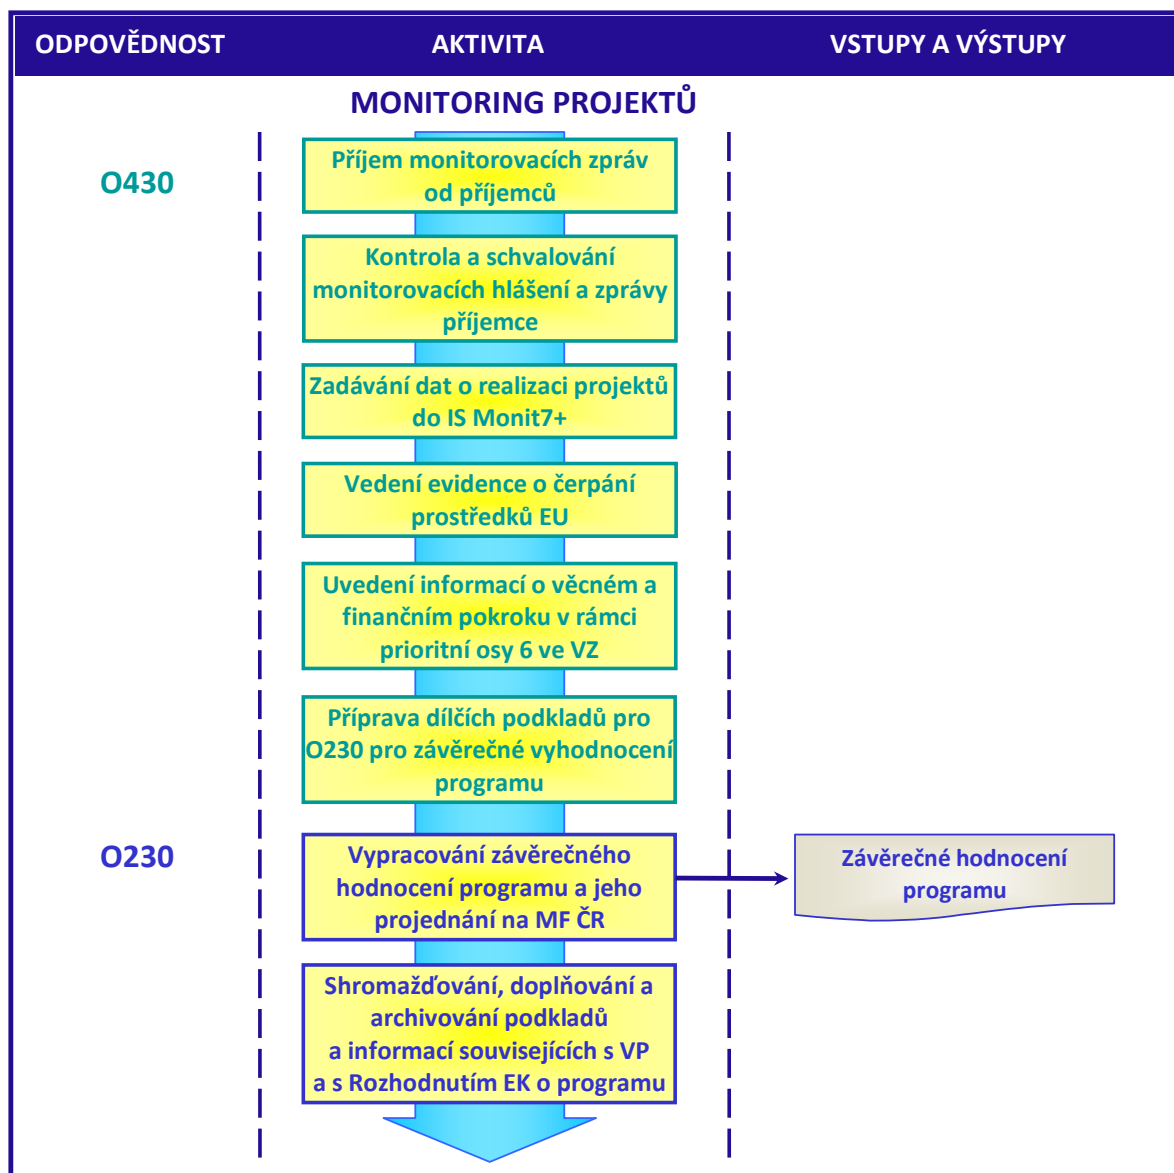 ODPOVĚDNOST
AKTIVITA
VSTUPY A VÝSTUPY
MONITORING PROJEKTŮ
O430
Příjem monitorovacích zpráv
od příjemců
Kontrola a schvalování
monitorovacích hlášení a zprávy
příjemce
Zadávání dat o realizaci projektů
do IS Monit7+
Vedení evidence o čerpání
prostředků EU
Uvedení informací o věcném a
finančním pokroku v rámci
prioritní osy 6 ve VZ
Příprava dílčích podkladů pro
O230 pro závěrečné vyhodnocení
programu
O230
Vypracování závěrečného
hodnocení programu a jeho
projednání na MF ČR
Závěrečné hodnocení
programu
Shromažďování, doplňování a
archivování podkladů
a informací souvisejících s VP
a s Rozhodnutím EK o programu